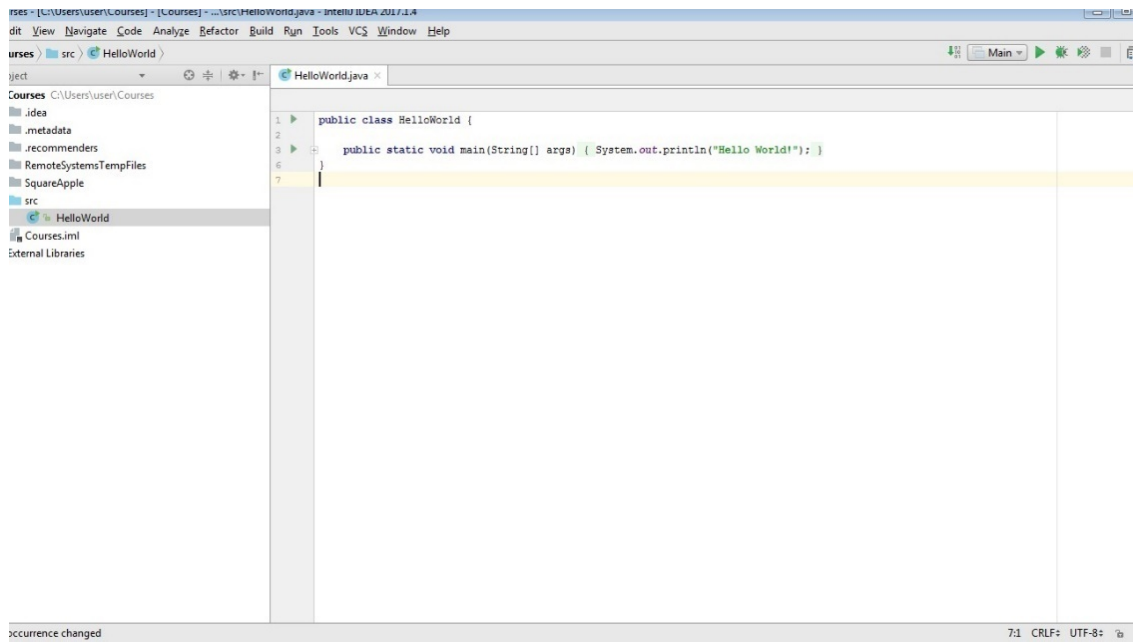 rses - [C:\Users\user\Courses] - [Courses] - ...\src\HelloWorld.java - IntelliJ IDEA 2017.1.4
dit View Navigate Code Analyze Refactor Build Run Tools VCS Window Help
urses src HelloWorld Main
oject HelloWorld.java
Courses C:\Users\user\Courses
.idea
.metadata
.recommenders
RemoteSystemsTempFiles
SquareApple
src
HelloWorld
Courses.iml
External Libraries
1 public class HelloWorld {
2
3 public static void main(String[] args) { System.out.println("Hello World!"); }
6 }
7
occurrence changed 7:1 CRLF UTF-8